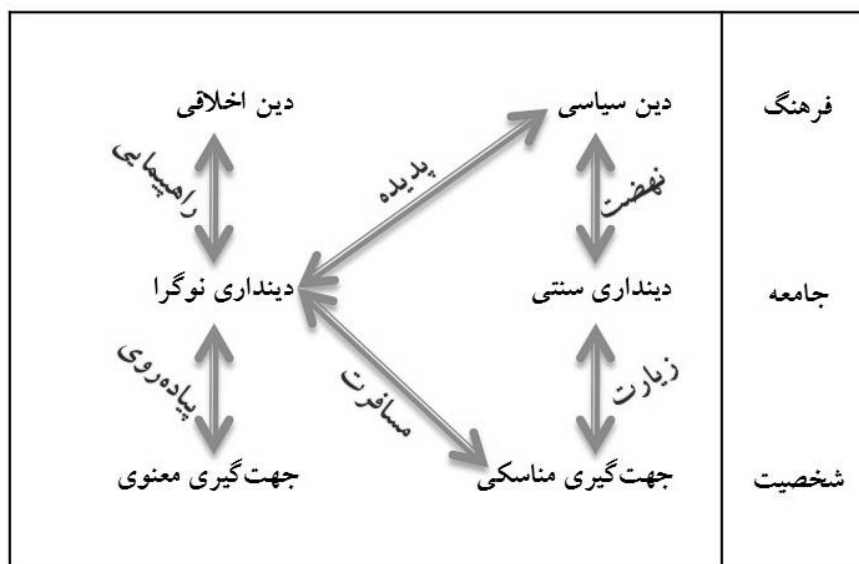 فرهنگ
دین سیاسی
دین اخلاقی
نهضت
پدیده
راهپیمایی
جامعه
دینداری سنتی
دینداری نوگرا
زیارت
مسافرت
پیاده‌روی
شخصیت
جهت‌گیری مناسکی
جهت‌گیری معنوی